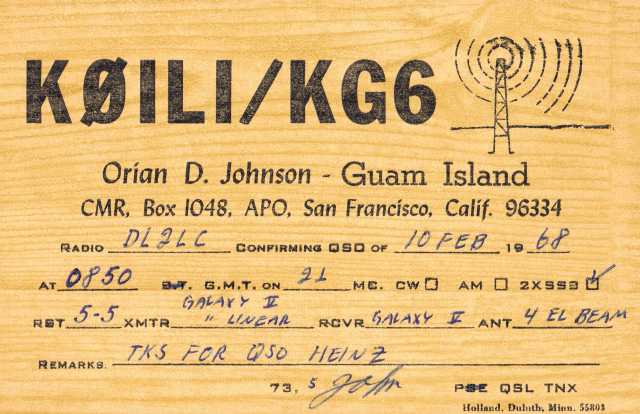 KØILI/KG6
Orian D. Johnson - Guam Island
CMR, Box 1048, APO, San Francisco, Calif. 96334
RADIO DL2LC CONFIRMING QSO OF 10 FEB 1968
AT 0850 S.T. G.M.T. ON 21 MC. CW AM 2XSSB
GALAXY V
RST 5-5 XMTR " LINEAR RCVR GALAXY V ANT 4 EL BEAM
REMARKS: TKS FOR QSO HEINZ
73, s John PSE QSL TNX
Holland, Duluth, Minn. 55803